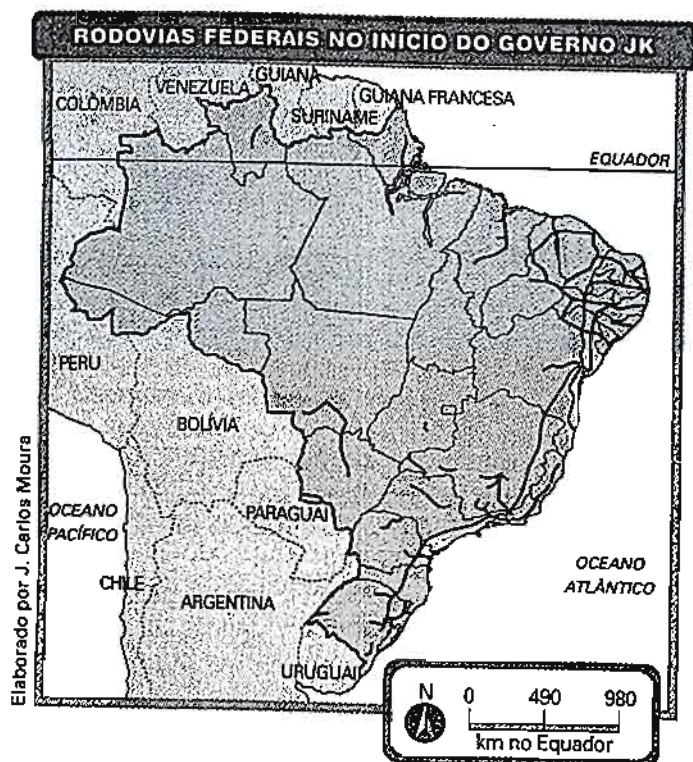 RODOVIAS FEDERAIS NO INÍCIO DO GOVERNO JK
GUIANA
VENEZUELA
COLÔMBIA
GUIANA FRANCESA
SURINAME
EQUADOR
PERU
BOLÍVIA
PARAGUAI
OCEANO
PACÍFICO
CHILE
ARGENTINA
OCEANO
ATLÂNTICO
URUGUAI
N
0 490 980
km no Equador
Elaborado por J. Carlos Moura